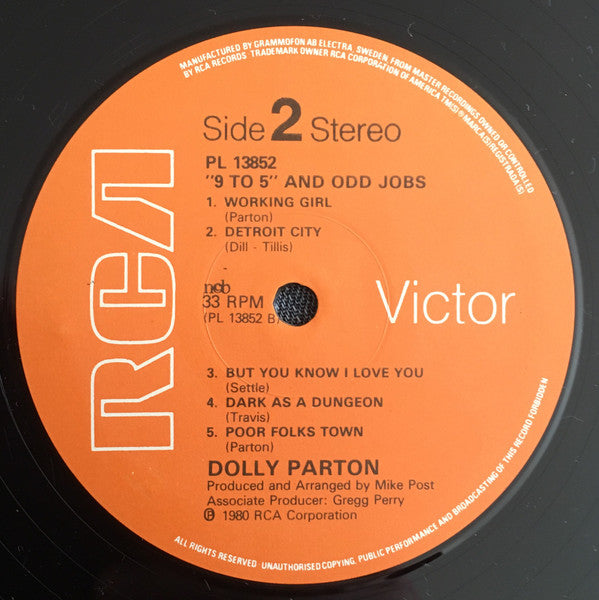 MANUFACTURED BY GRAMMOFON AB ELECTRA, SWEDEN, FROM MASTER RECORDINGS OWNED OR CONTROLLED
BY RCA RECORDS TRADEMARK OWNER RCA CORPORATION OF AMERICA TM(S)® MARCA(S) REGISTRADA(S)
Side 2 Stereo
PL 13852
"9 TO 5" AND ODD JOBS
1. WORKING GIRL
(Parton)
2. DETROIT CITY
(Dill - Tillis)
ncb
33 RPM
(PL 13852 B)
RCA
Victor
3. BUT YOU KNOW I LOVE YOU
(Settle)
4. DARK AS A DUNGEON
(Travis)
5. POOR FOLKS TOWN
(Parton)
DOLLY PARTON
Produced and Arranged by Mike Post
Associate Producer: Gregg Perry
℗ 1980 RCA Corporation
ALL RIGHTS RESERVED. UNAUTHORISED COPYING, PUBLIC PERFORMANCE AND BROADCASTING OF THIS RECORD FORBIDDEN